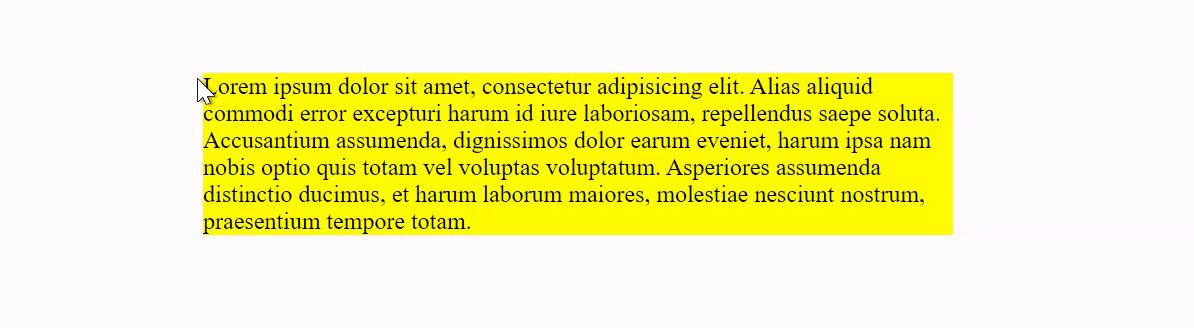 Lorem ipsum dolor sit amet, consectetur adipisicing elit. Alias aliquid
commodi error excepturi harum id iure laboriosam, repellendus saepe soluta.
Accusantium assumenda, dignissimos dolor earum eveniet, harum ipsa nam
nobis optio quis totam vel voluptas voluptatum. Asperiores assumenda
distinctio ducimus, et harum laborum maiores, molestiae nesciunt nostrum,
praesentium tempore totam.